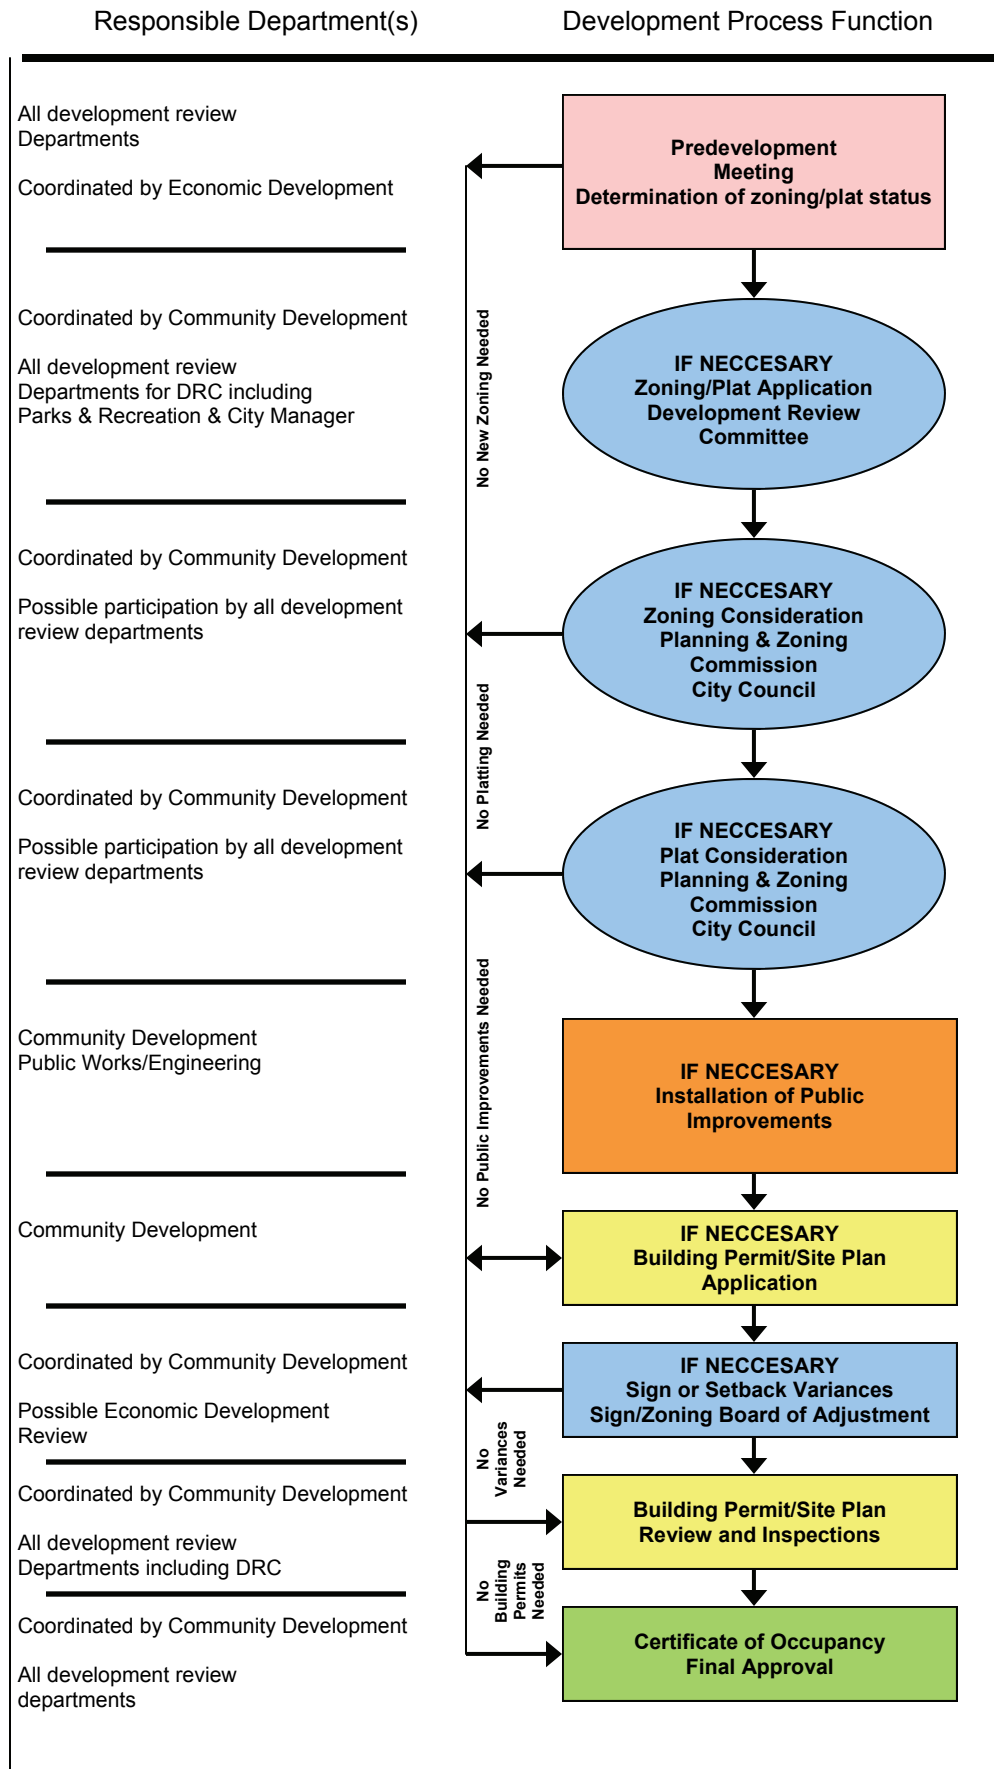 Responsible Department(s)
Development Process Function
All development review
Departments
Coordinated by Economic Development
Predevelopment
Meeting
Determination of zoning/plat status
No New Zoning Needed
Coordinated by Community Development
All development review
Departments for DRC including
Parks & Recreation & City Manager
IF NECCESARY
Zoning/Plat Application
Development Review
Committee
Coordinated by Community Development
Possible participation by all development
review departments
IF NECCESARY
Zoning Consideration
Planning & Zoning
Commission
City Council
No Platting Needed
Coordinated by Community Development
Possible participation by all development
review departments
IF NECCESARY
Plat Consideration
Planning & Zoning
Commission
City Council
No Public Improvements Needed
Community Development
Public Works/Engineering
IF NECCESARY
Installation of Public
Improvements
Community Development
IF NECCESARY
Building Permit/Site Plan
Application
Coordinated by Community Development
Possible Economic Development
Review
IF NECCESARY
Sign or Setback Variances
Sign/Zoning Board of Adjustment
No
Variances
Needed
Coordinated by Community Development
All development review
Departments including DRC
Building Permit/Site Plan
Review and Inspections
No
Building
Permits
Needed
Coordinated by Community Development
All development review
departments
Certificate of Occupancy
Final Approval